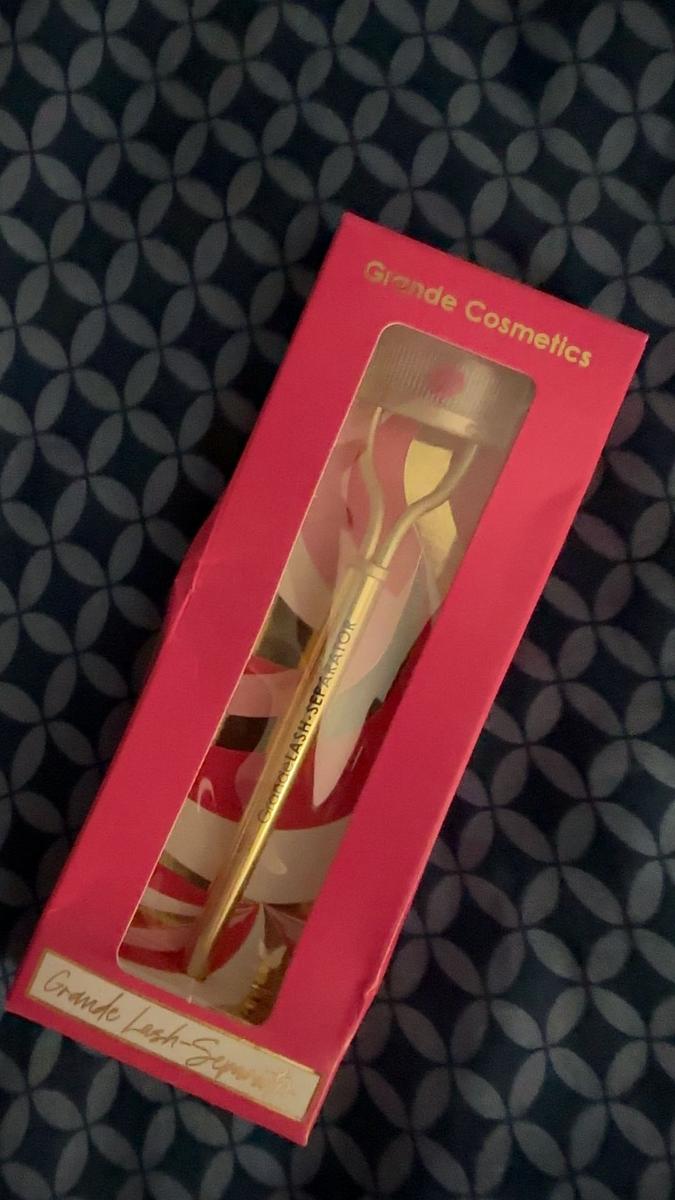 Grande Cosmetics
GrandeLASH-SEPARATOR
Grande Lash-Separator